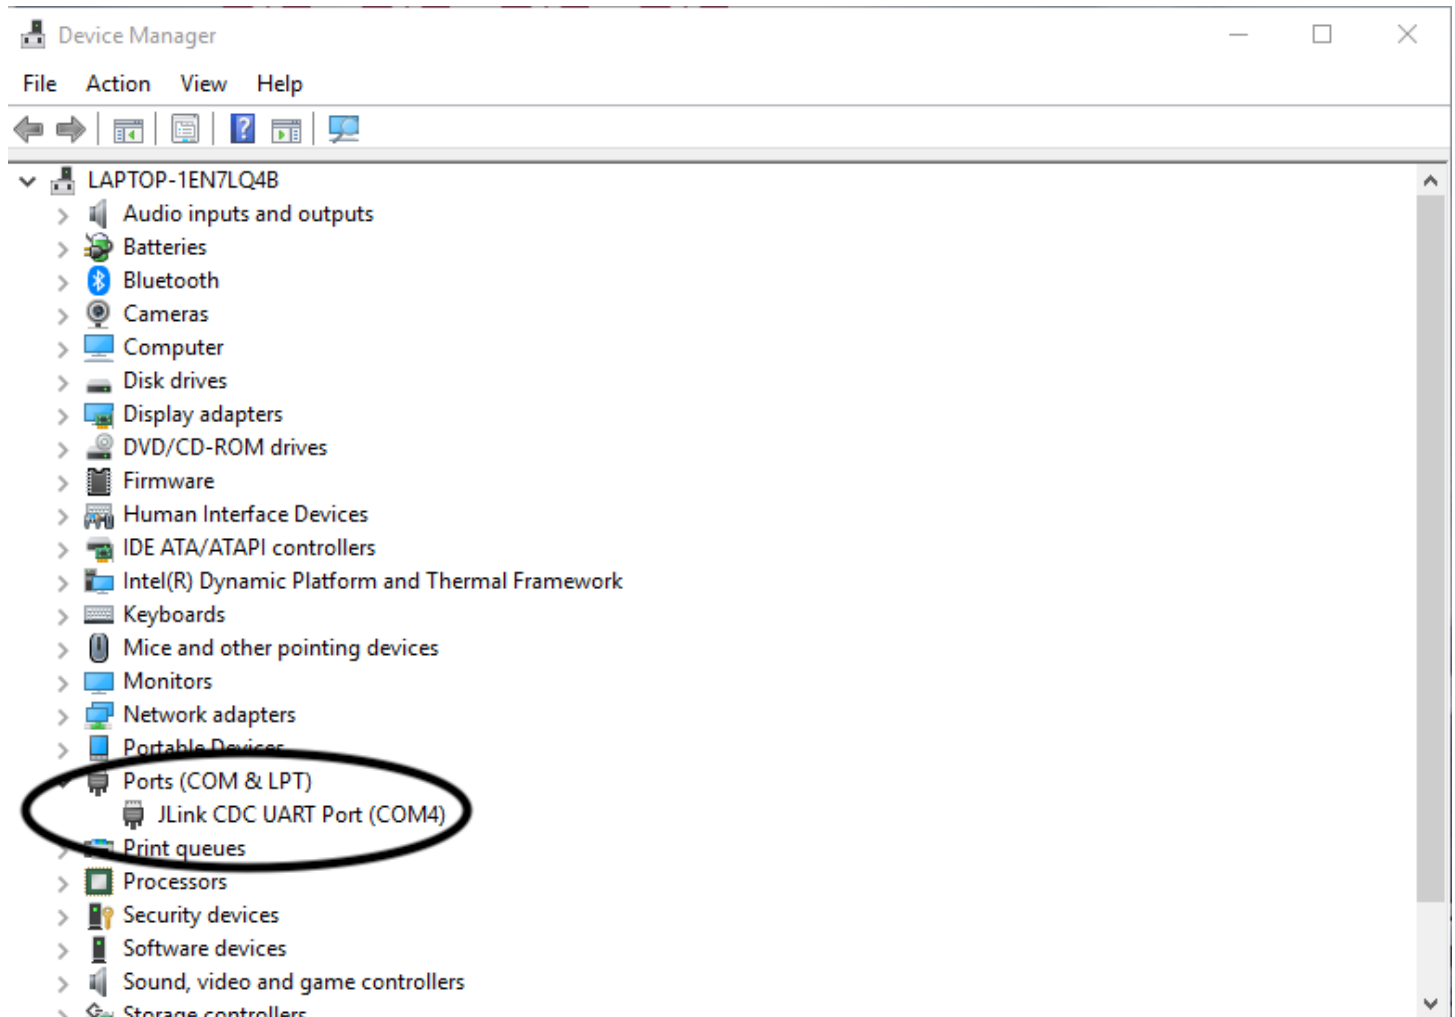 Device Manager
File Action View Help
LAPTOP-1EN7LQ4B
Audio inputs and outputs
Batteries
Bluetooth
Cameras
Computer
Disk drives
Display adapters
DVD/CD-ROM drives
Firmware
Human Interface Devices
IDE ATA/ATAPI controllers
Intel(R) Dynamic Platform and Thermal Framework
Keyboards
Mice and other pointing devices
Monitors
Network adapters
Portable Devices
Ports (COM & LPT)
JLink CDC UART Port (COM4)
Print queues
Processors
Security devices
Software devices
Sound, video and game controllers
Storage controllers